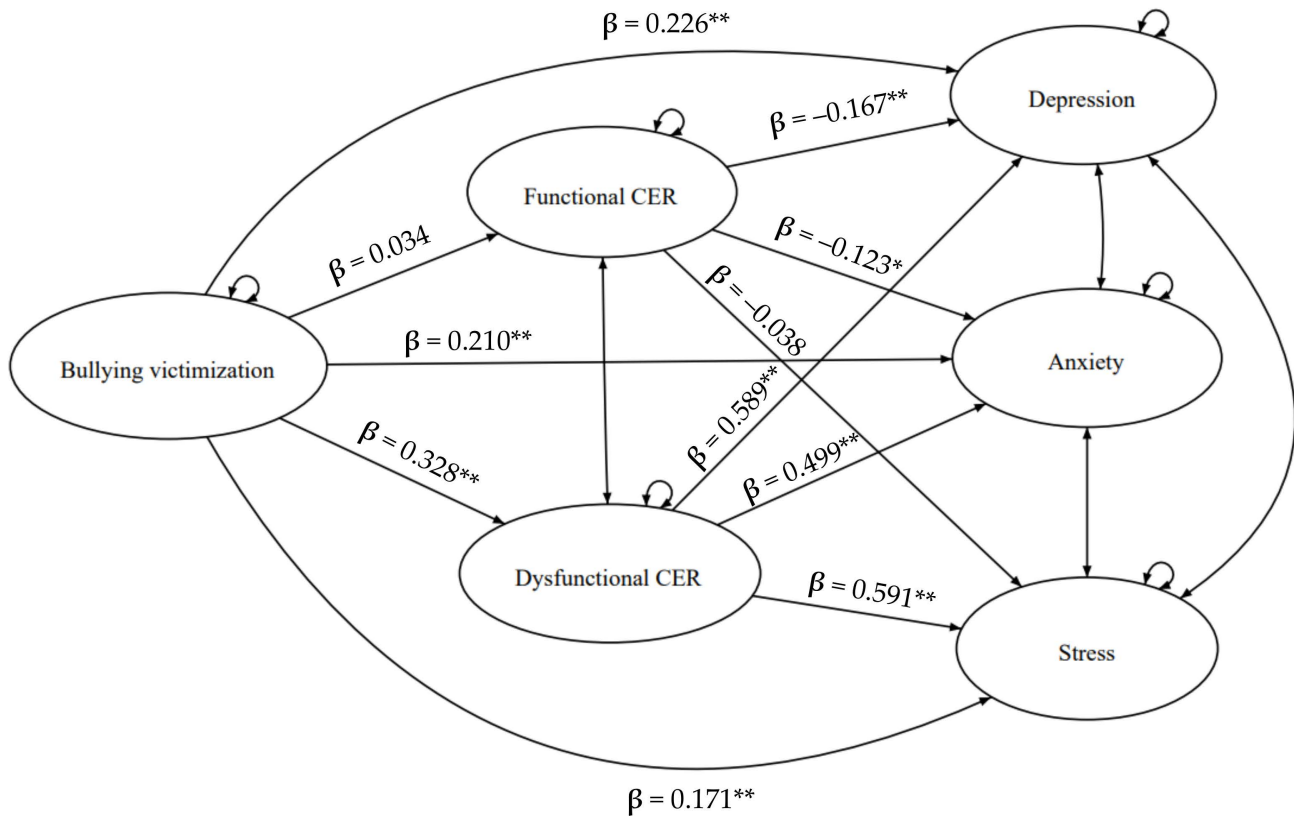 β = 0.226**
Depression
β = –0.167**
Functional CER
β = 0.034
β = –0.123*
β = –0.038
β = 0.210**
Bullying victimization
Anxiety
β = 0.589**
β = 0.328**
β = 0.499**
Dysfunctional CER
β = 0.591**
Stress
β = 0.171**